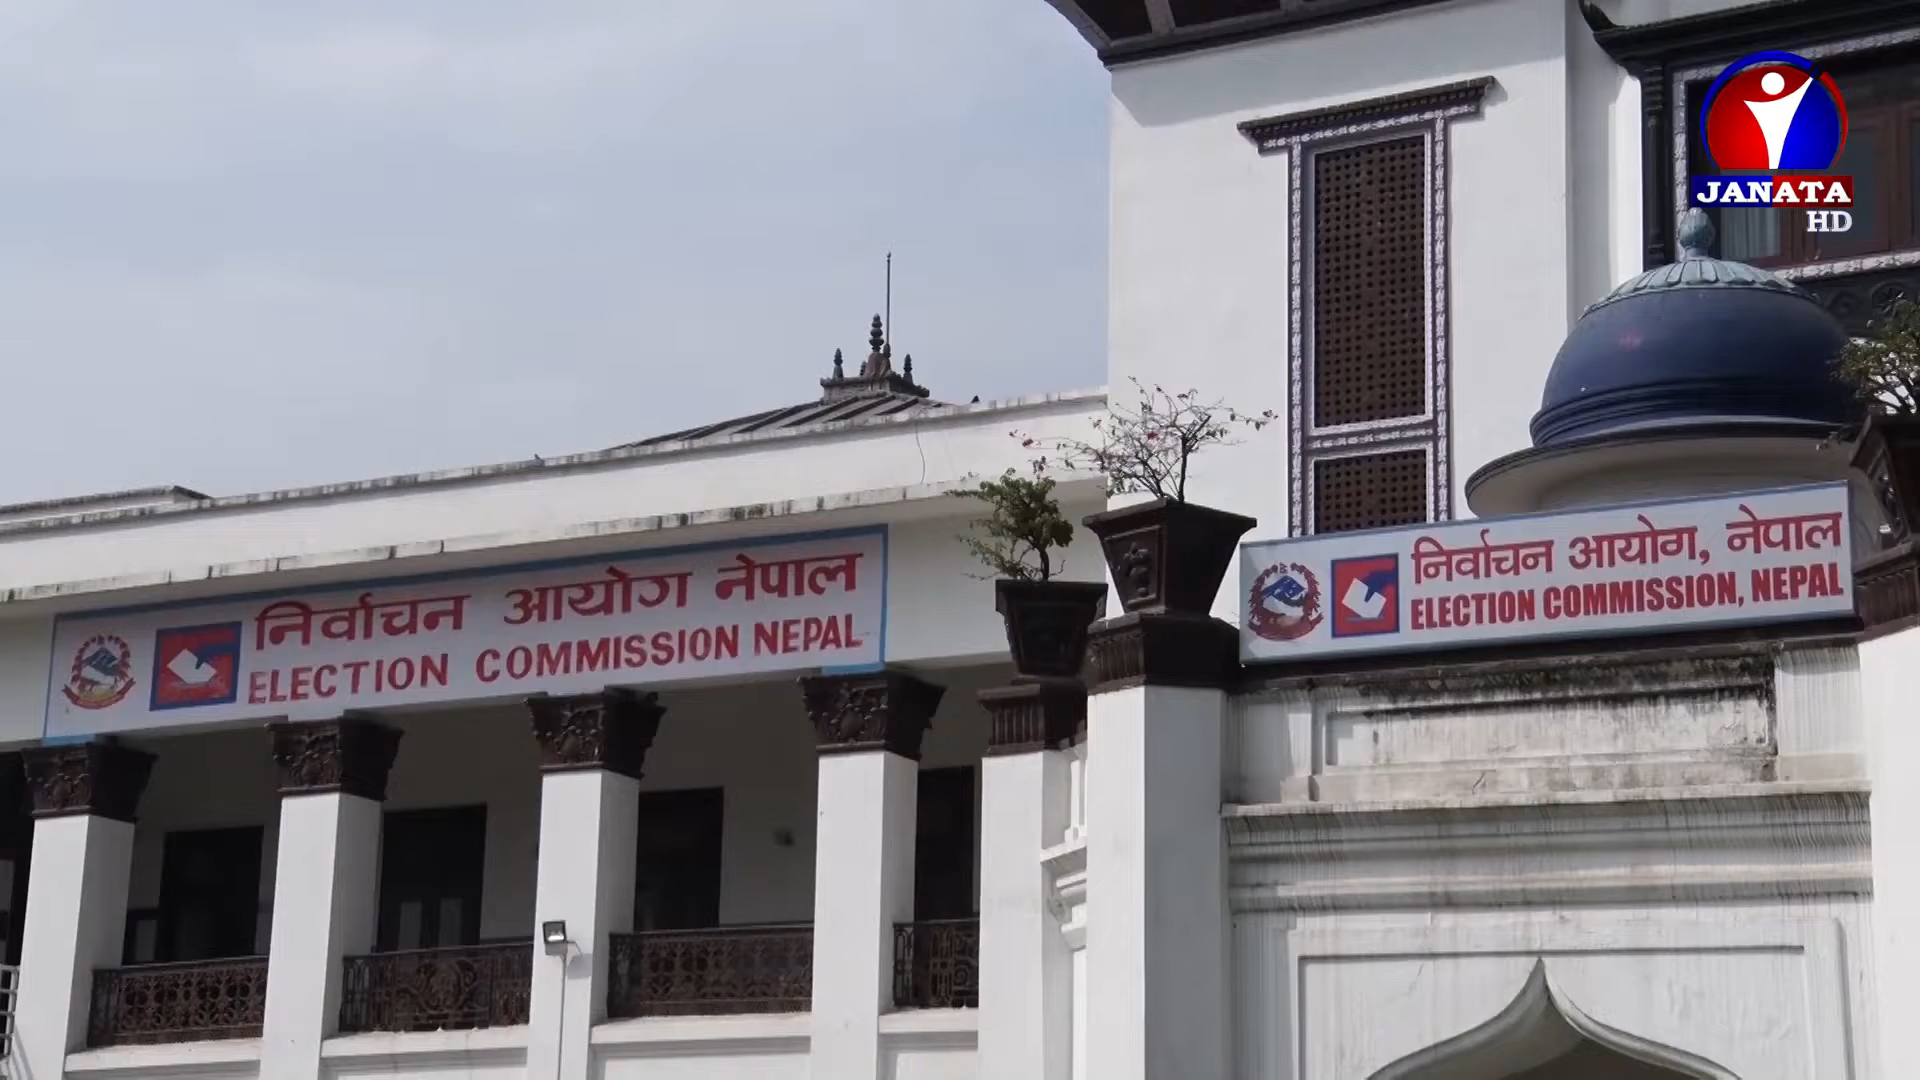 JANATA
HD
निर्वाचन आयोग नेपाल
ELECTION COMMISSION NEPAL
निर्वाचन आयोग, नेपाल
ELECTION COMMISSION, NEPAL